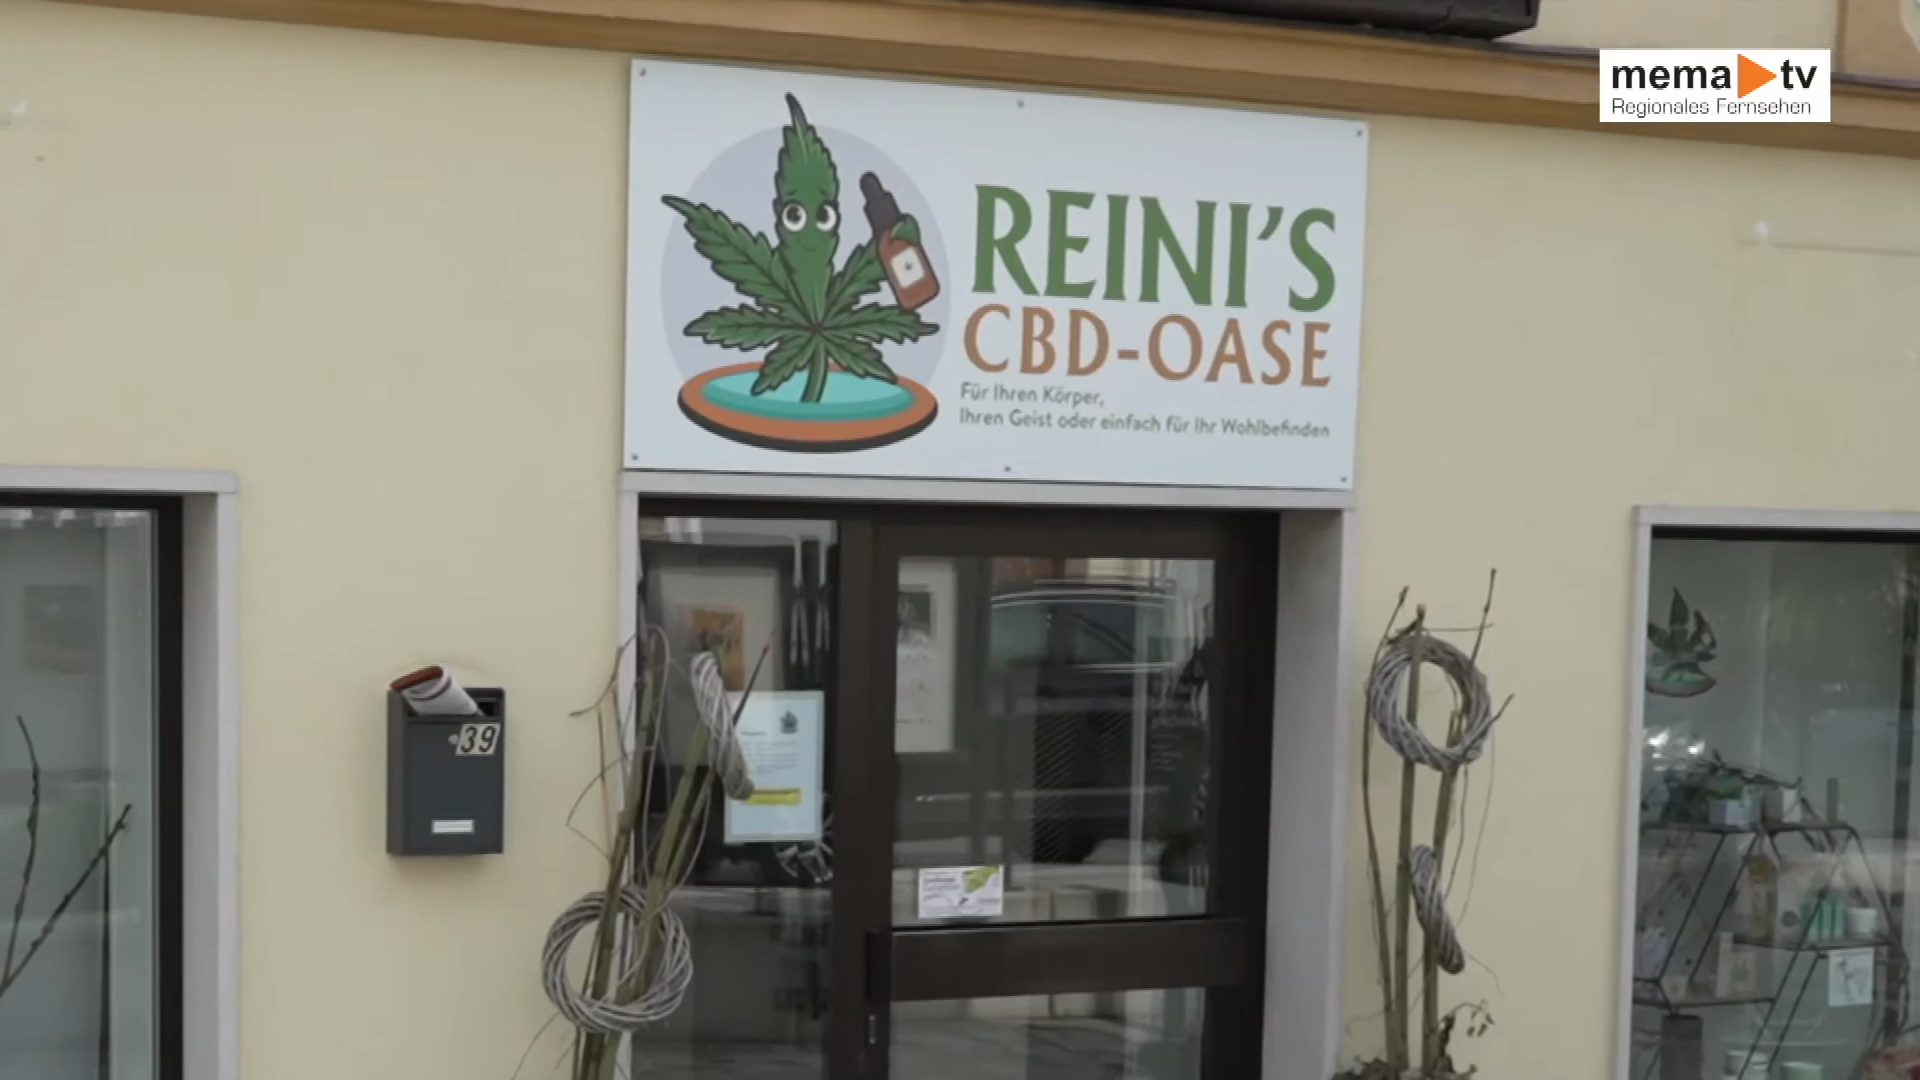 mema tv
Regionales Fernsehen
REINI'S
CBD-OASE
Für Ihren Körper,
Ihren Geist oder einfach für Ihr Wohlbefinden
39